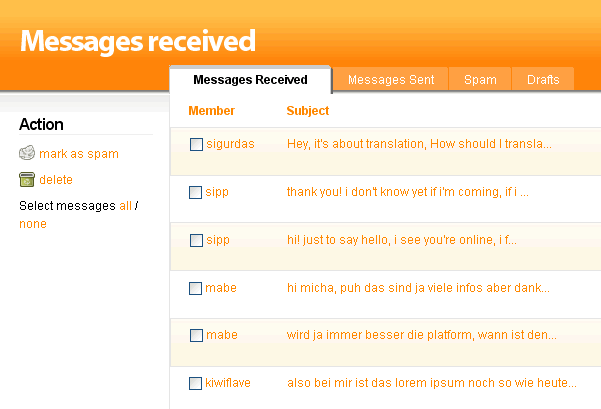 Messages received
Messages Received Messages Sent Spam Drafts
Action
mark as spam
delete
Select messages all /
none
Member Subject
sigurdas Hey, it's about translation, How should I transla...
sipp thank you! i don't know yet if i'm coming, if i ...
sipp hi! just to say hello, i see you're online, i f...
mabe hi micha, puh das sind ja viele infos aber dank...
mabe wird ja immer besser die platform, wann ist den...
kiwiflave also bei mir ist das lorem ipsum noch so wie heute...